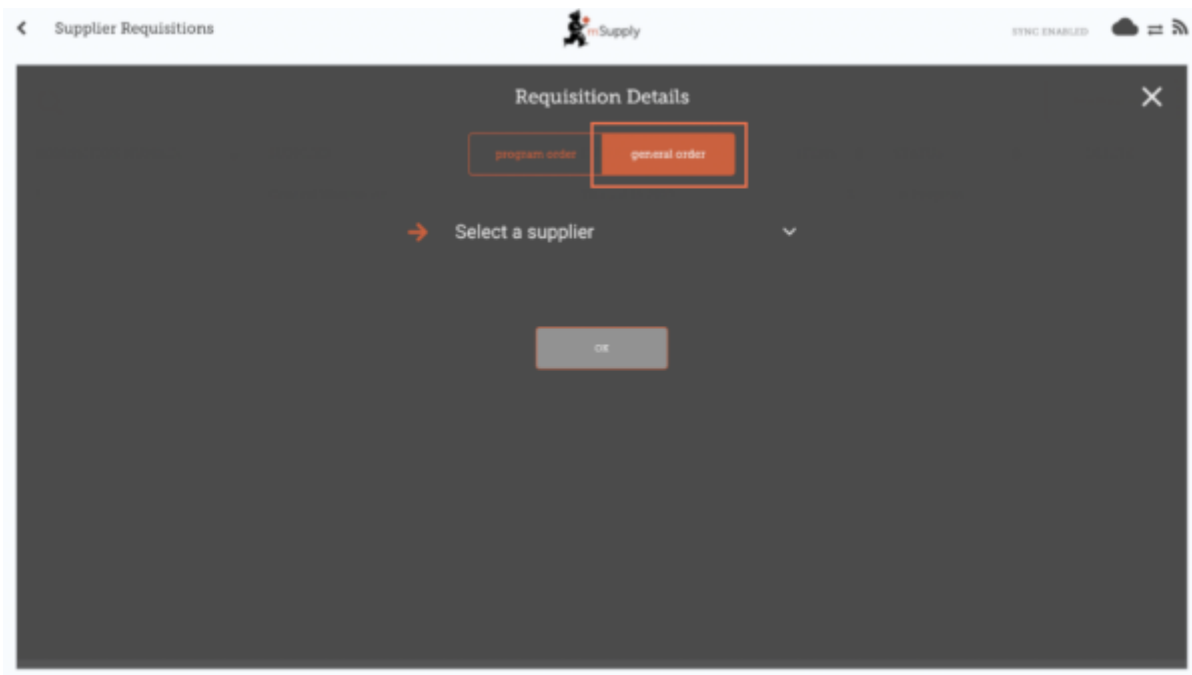 Supplier Requisitions
mSupply
SYNC ENABLED
Requisition Details
program order
general order
Select a supplier
OK